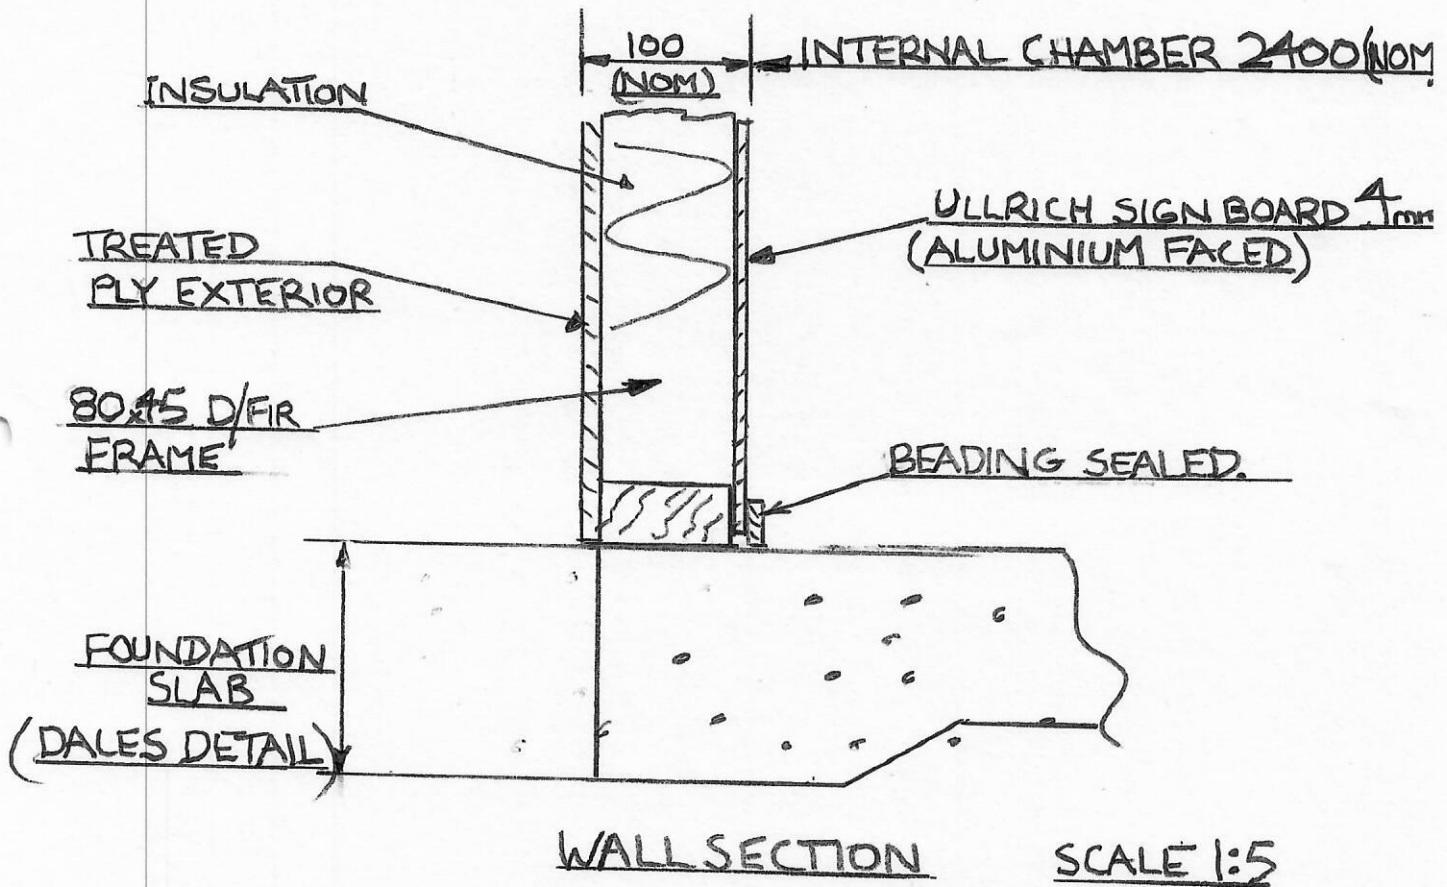 100
(NOM)
INTERNAL CHAMBER 2400(NOM
INSULATION
ULLRICH SIGN BOARD 4mm
(ALUMINIUM FACED)
TREATED
PLY EXTERIOR
80x45 D/FIR
FRAME
BEADING SEALED.
FOUNDATION
SLAB
(DALES DETAIL)
WALL SECTION
SCALE 1:5